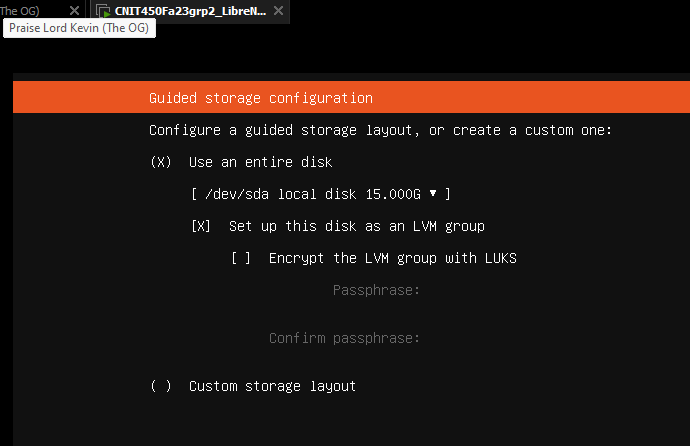 The OG)
CNIT450Fa23grp2_LibreN...
Praise Lord Kevin (The OG)
Guided storage configuration
Configure a guided storage layout, or create a custom one:
(X) Use an entire disk
[ /dev/sda local disk 15.000G ▾ ]
[X] Set up this disk as an LVM group
[ ] Encrypt the LVM group with LUKS
Passphrase:
Confirm passphrase:
( ) Custom storage layout